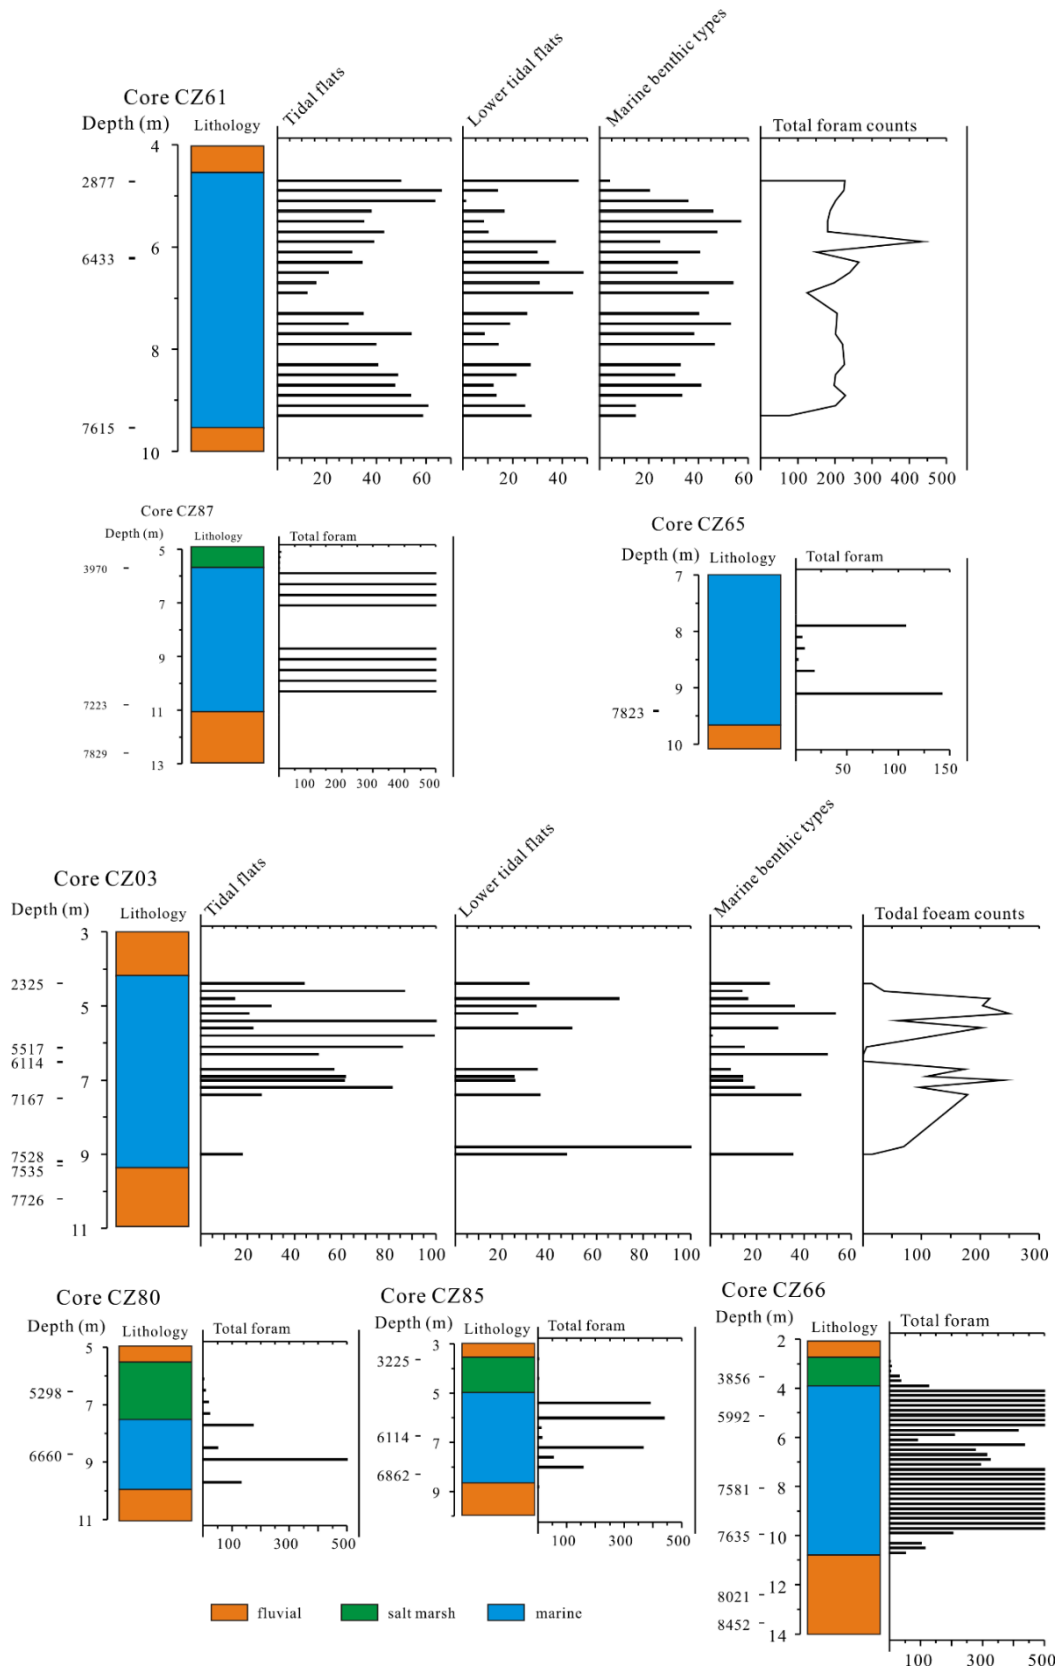 Core CZ61
Depth (m)
Lithology
Tidal flats
Lower tidal flats
Marine benthic types
Total foram counts
4
2877
6
6433
8
7615
10
20 40 60
20 40
20 40 60
100 200 300 400 500
Core CZ87
Depth (m)
Lithology
Total foram
5
3970
7
9
7223
11
7829
13
100 200 300 400 500
Core CZ65
Depth (m)
Lithology
Total foram
7
8
9
7823
10
50 100 150
Core CZ03
Depth (m)
Lithology
Tidal flats
Lower tidal flats
Marine benthic types
Todal foeam counts
3
2325
5
5517
6114
7
7167
7528
9
7535
7726
11
20 40 60 80 100
20 40 60 80 100
20 40 60
100 200 300
Core CZ80
Depth (m)
Lithology
Total foram
5
5298
7
6660
9
11
100 300 500
Core CZ85
Depth (m)
Lithology
Total foram
3
3225
5
6114
7
6862
9
100 300 500
Core CZ66
Depth (m)
Lithology
Total foram
2
3856
4
5992
6
7581
8
7635
10
12
8021
8452
14
100 300 500
fluvial
salt marsh
marine